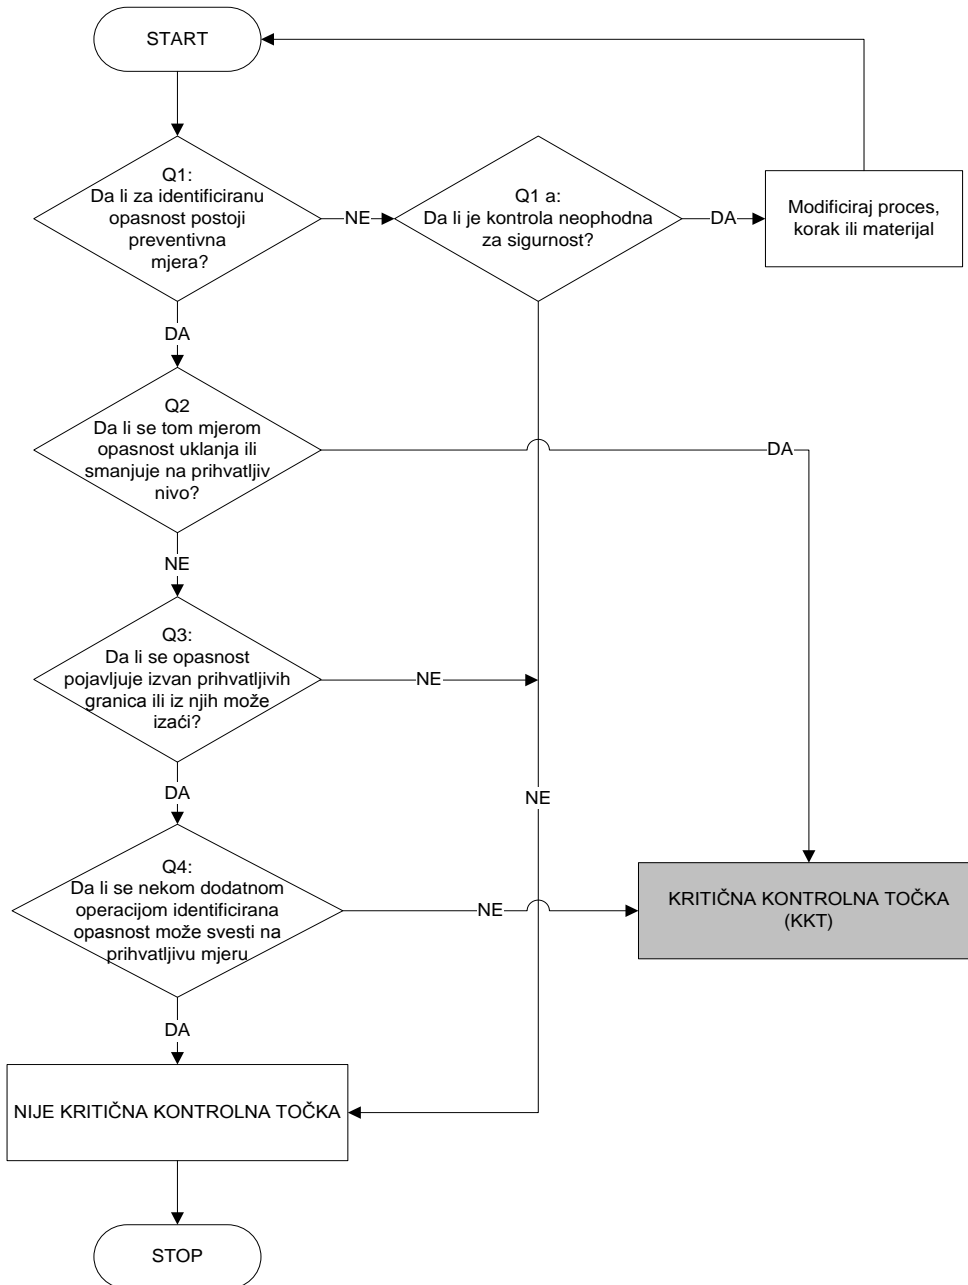 START
Q1:
Da li za identificiranu
opasnost postoji
preventivna
mjera?
NE
Q1 a:
Da li je kontrola neophodna
za sigurnost?
DA
Modificiraj proces,
korak ili materijal
DA
Q2
Da li se tom mjerom
opasnost uklanja ili
smanjuje na prihvatljiv
nivo?
DA
NE
Q3:
Da li se opasnost
pojavljuje izvan prihvatljivih
granica ili iz njih može
izaći?
NE
DA
NE
Q4:
Da li se nekom dodatnom
operacijom identificirana
opasnost može svesti na
prihvatljivu mjeru
NE
KRITIČNA KONTROLNA TOČKA
(KKT)
DA
NIJE KRITIČNA KONTROLNA TOČKA
STOP